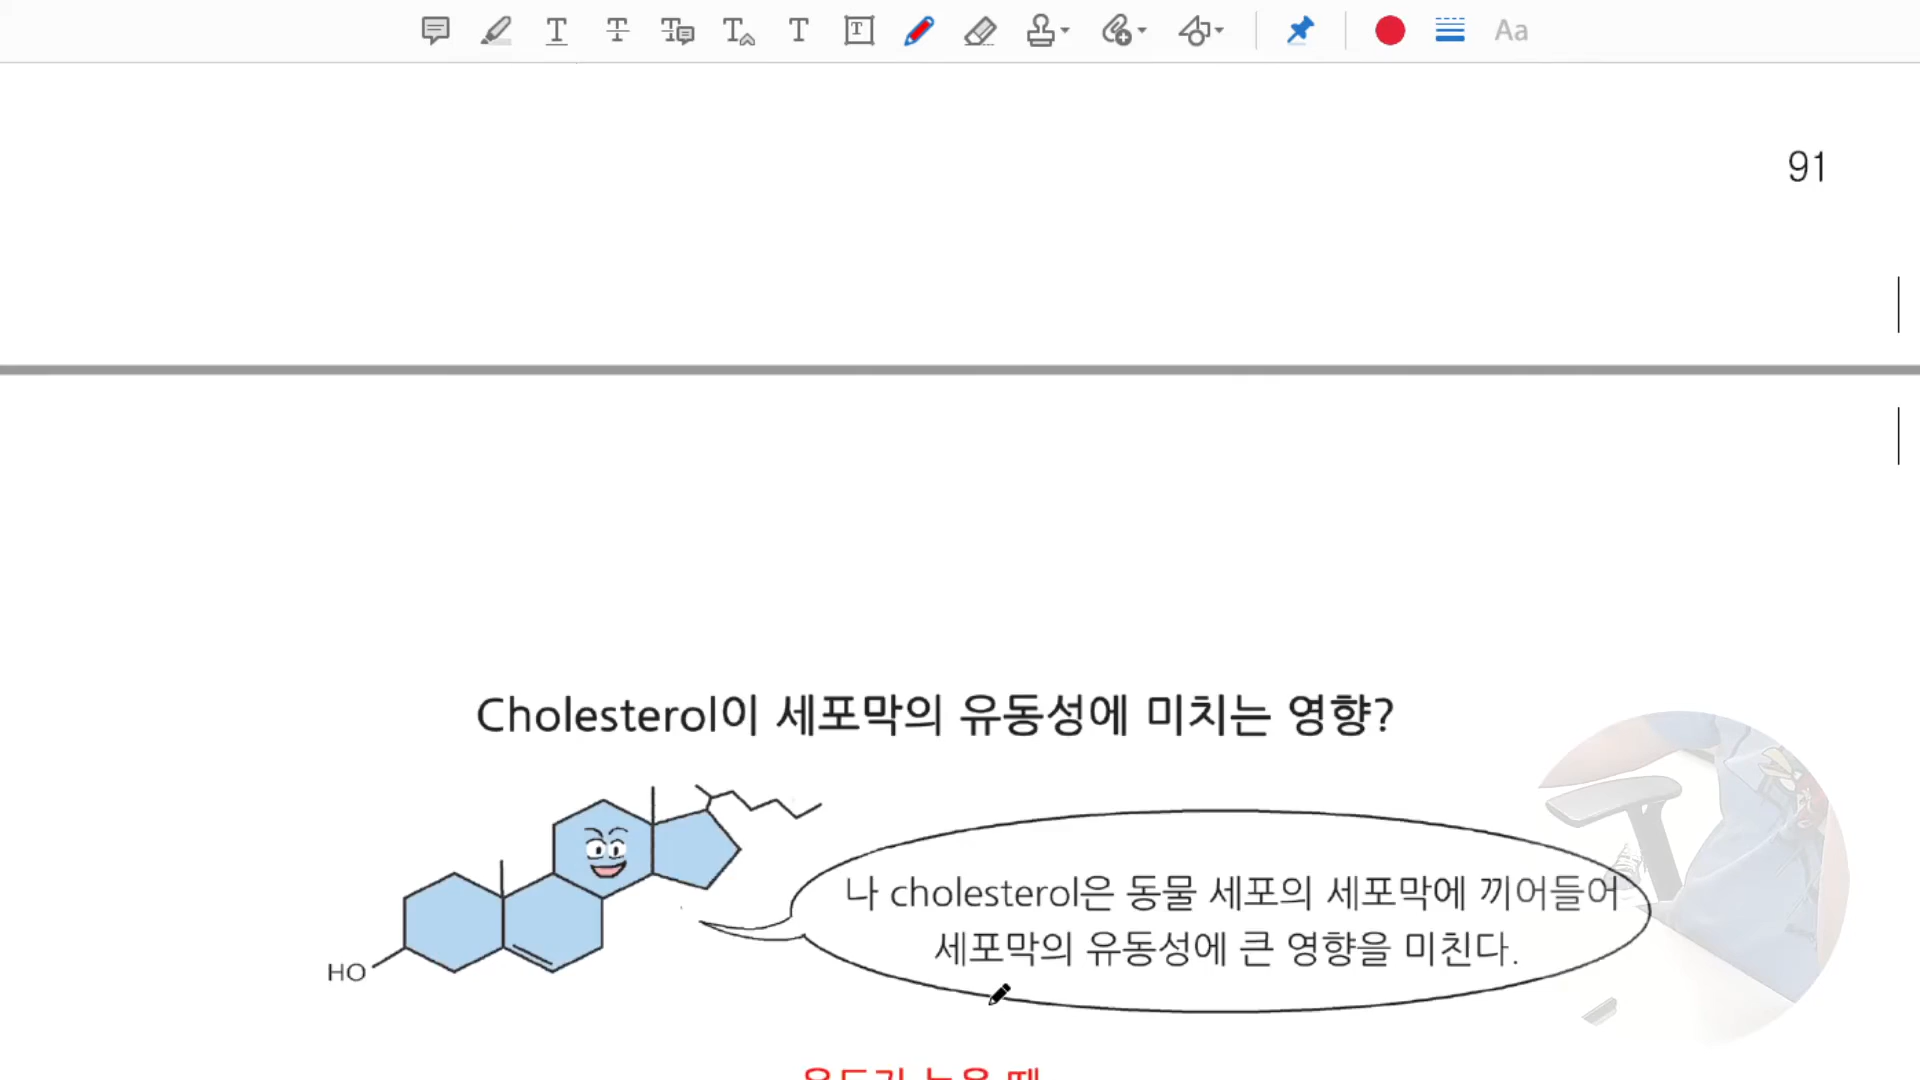 T T T T T T
Aa
91
Cholesterol이 세포막의 유동성에 미치는 영향?
나 cholesterol은 동물 세포의 세포막에 끼어들어
세포막의 유동성에 큰 영향을 미친다.
HO